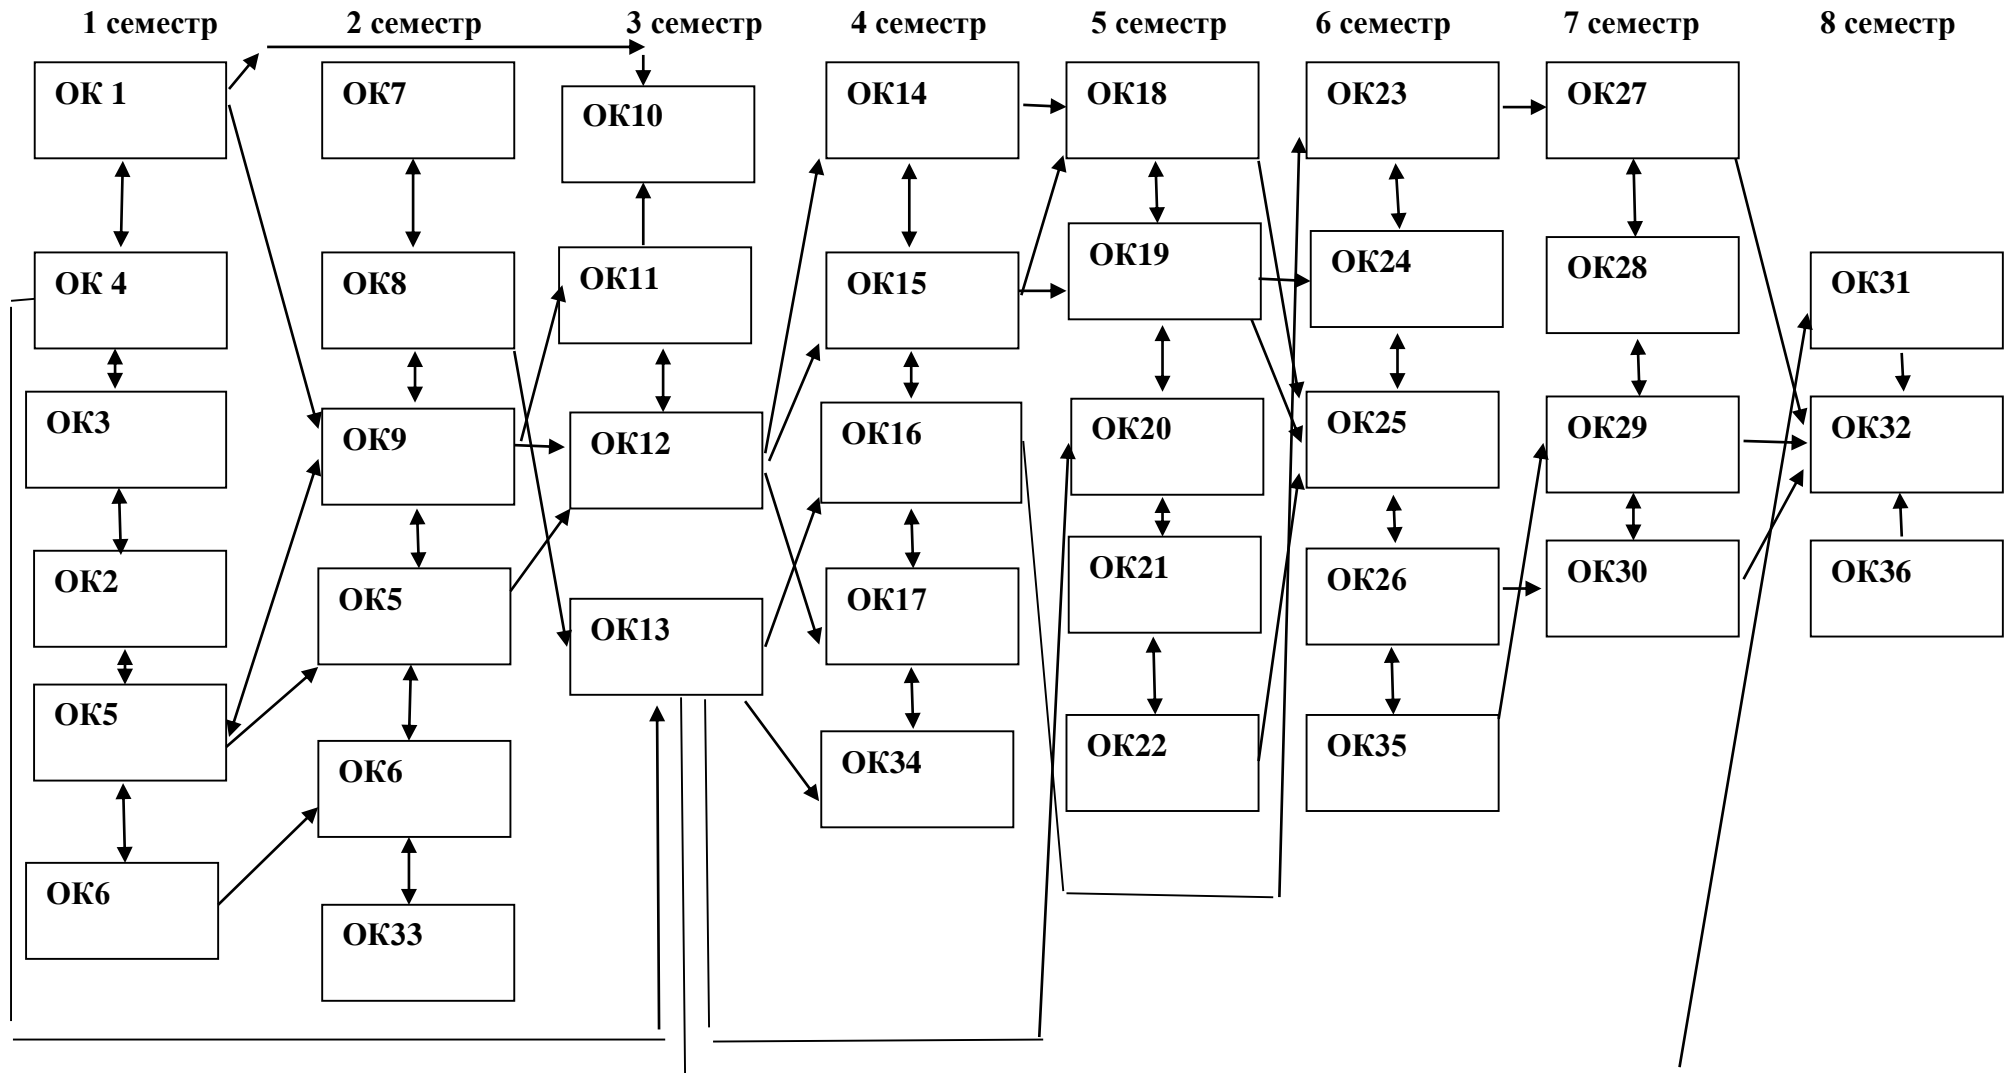 1 семестр
2 семестр
3 семестр
4 семестр
5 семестр
6 семестр
7 семестр
8 семестр
ОК 1
ОК 4
ОК3
ОК2
ОК5
ОК6
ОК7
ОК8
ОК9
ОК5
ОК6
ОК33
ОК10
ОК11
ОК12
ОК13
ОК14
ОК15
ОК16
ОК17
ОК34
ОК18
ОК19
ОК20
ОК21
ОК22
ОК23
ОК24
ОК25
ОК26
ОК35
ОК27
ОК28
ОК29
ОК30
ОК31
ОК32
ОК36